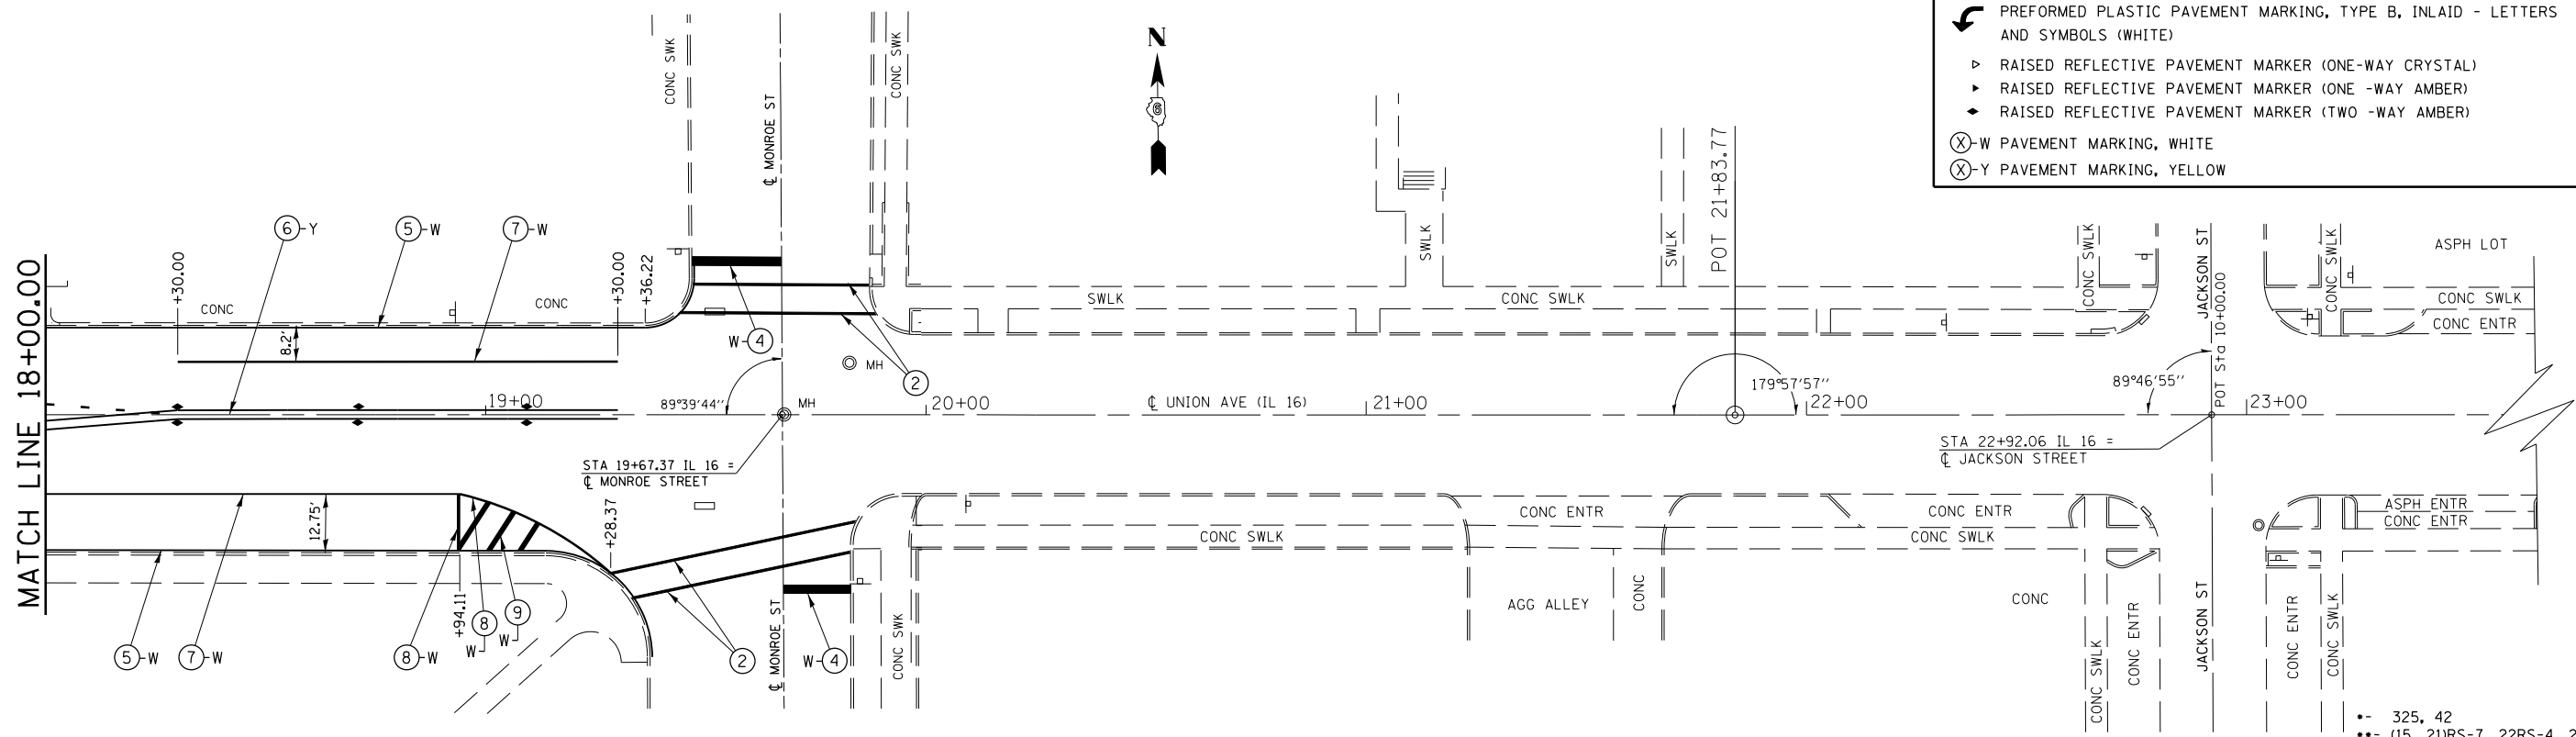 PREFORMED PLASTIC PAVEMENT MARKING, TYPE B, INLAID - LETTERS
AND SYMBOLS (WHITE)
RAISED REFLECTIVE PAVEMENT MARKER (ONE-WAY CRYSTAL)
RAISED REFLECTIVE PAVEMENT MARKER (ONE -WAY AMBER)
RAISED REFLECTIVE PAVEMENT MARKER (TWO -WAY AMBER)
X-W PAVEMENT MARKING, WHITE
X-Y PAVEMENT MARKING, YELLOW
N
6
MATCH LINE 18+00.00
6-Y
5-W
7-W
+30.00
CONC
CONC
+30.00
+36.22
8.2'
CONC SWK
℄ MONROE ST
CONC SWK
W-4
2
MH
MH
89°39'44''
19+00
20+00
℄ UNION AVE (IL 16)
21+00
22+00
23+00
STA 19+67.37 IL 16 =
℄ MONROE STREET
SWLK
SWLK
CONC SWLK
SWLK
POT 21+83.77
179°57'57''
CONC SWLK
JACKSON ST
POT Sta 10+00.00
89°46'55''
STA 22+92.06 IL 16 =
℄ JACKSON STREET
CONC SWLK
ASPH LOT
CONC SWLK
CONC ENTR
12.75'
+94.11
+28.37
5-W
7-W
8-W
8
W
9
W
2
℄ MONROE ST
W-4
CONC SWK
CONC SWLK
CONC ENTR
AGG ALLEY
CONC
CONC ENTR
CONC SWLK
CONC
CONC SWLK
CONC ENTR
JACKSON ST
CONC ENTR
CONC SWLK
ASPH ENTR
CONC ENTR
*- 325, 42
**- (15, 21)RS-7, 22RS-4, 2